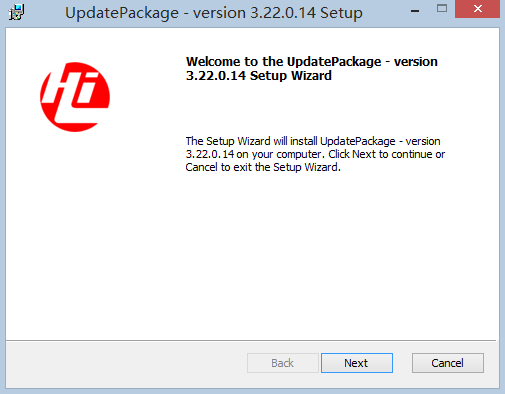 UpdatePackage - version 3.22.0.14 Setup
Hi
Welcome to the UpdatePackage - version
3.22.0.14 Setup Wizard
The Setup Wizard will install UpdatePackage - version
3.22.0.14 on your computer. Click Next to continue or
Cancel to exit the Setup Wizard.
Back
Next
Cancel